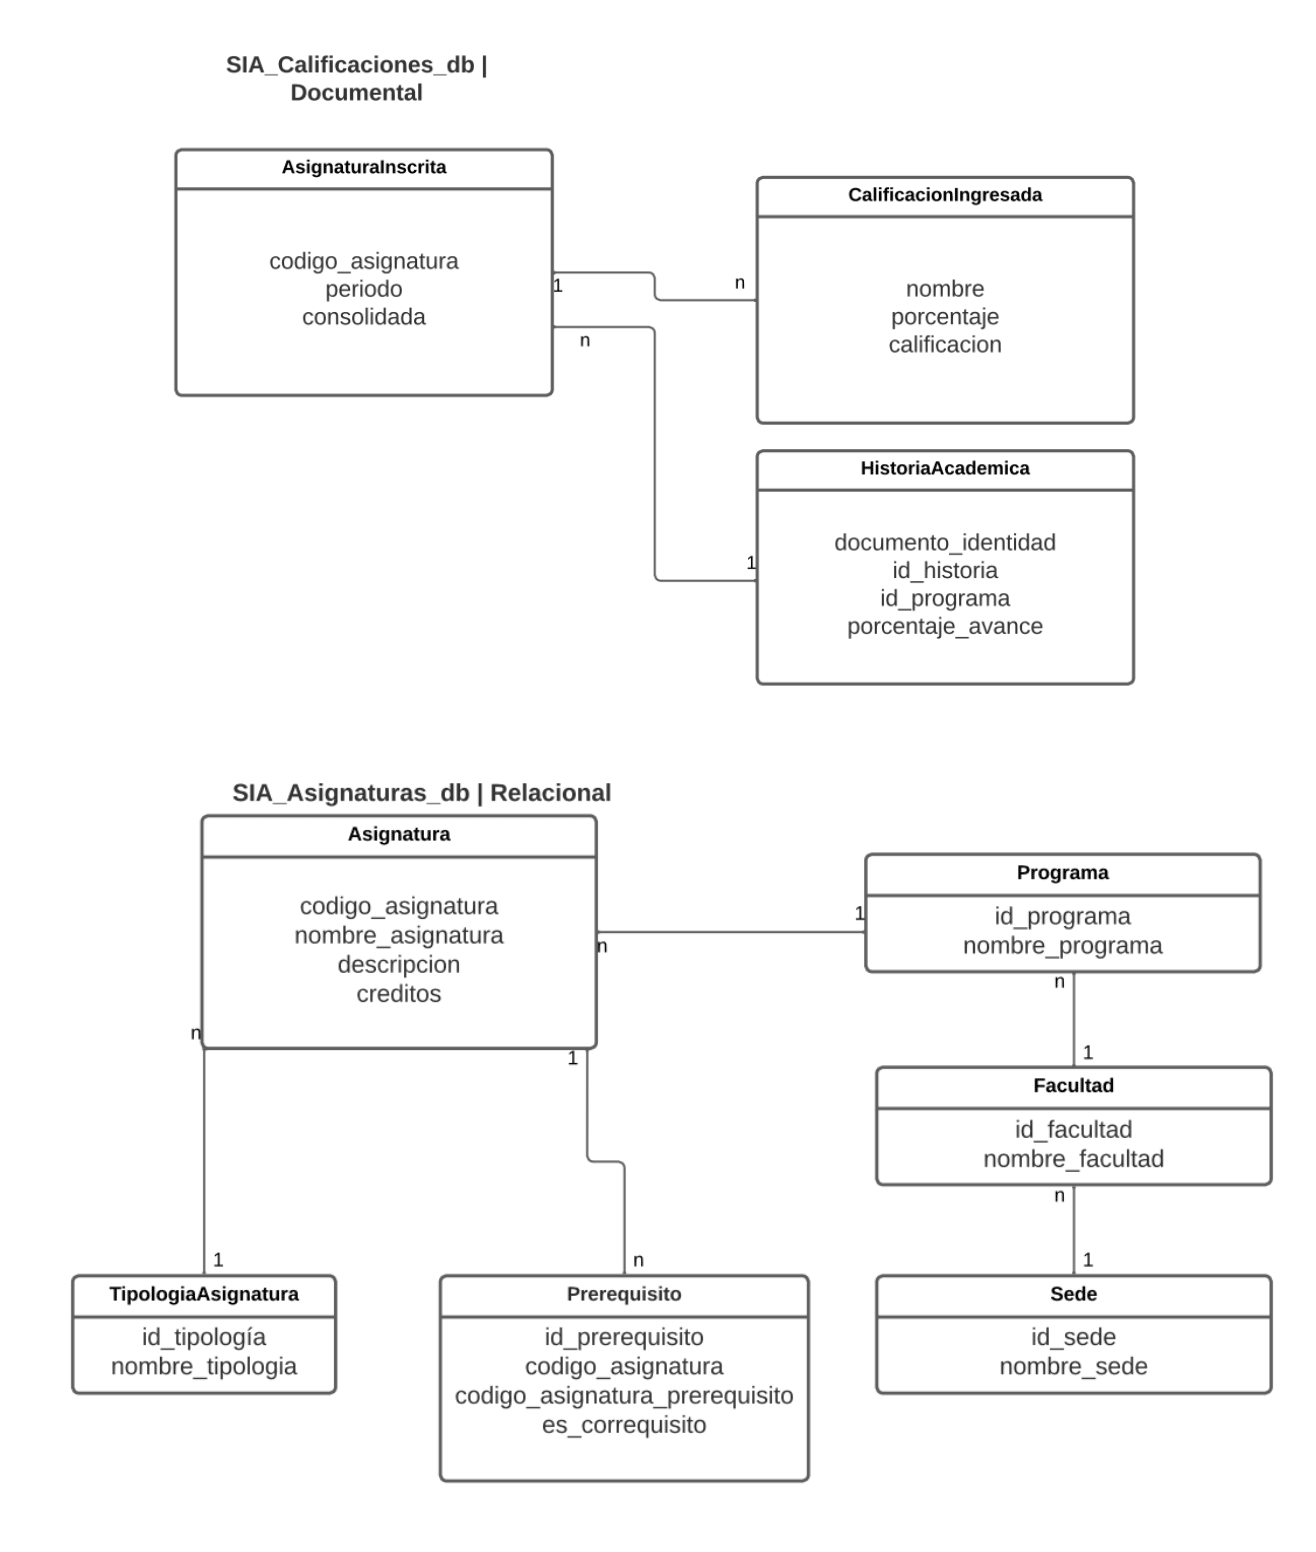 SIA_Calificaciones_db |
Documental
AsignaturaInscrita
codigo_asignatura
periodo
consolidada
1
n
n
CalificacionIngresada
nombre
porcentaje
calificacion
HistoriaAcademica
1
documento_identidad
id_historia
id_programa
porcentaje_avance
SIA_Asignaturas_db | Relacional
Asignatura
codigo_asignatura
nombre_asignatura
descripcion
creditos
n
1
n
1
Programa
id_programa
nombre_programa
n
1
Facultad
id_facultad
nombre_facultad
n
1
1
n
TipologiaAsignatura
id_tipología
nombre_tipologia
Prerequisito
id_prerequisito
codigo_asignatura
codigo_asignatura_prerequisito
es_correquisito
Sede
id_sede
nombre_sede